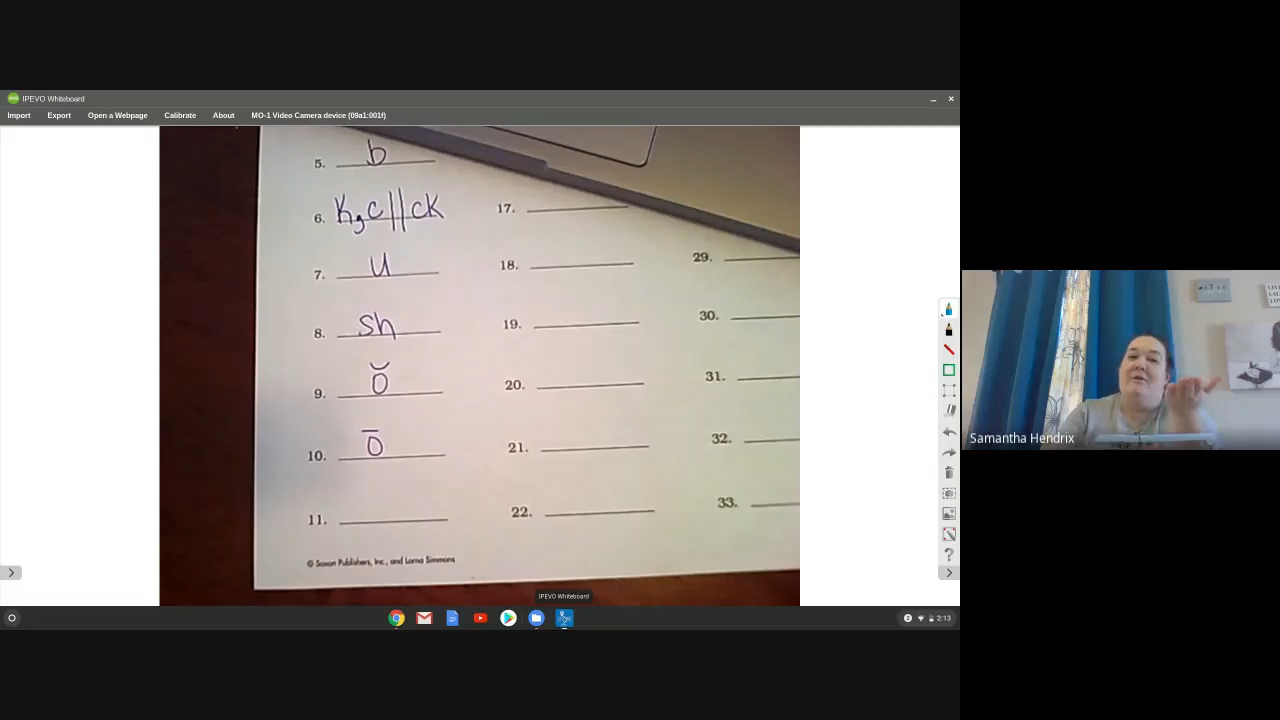 IPEVO Whiteboard
Import Export Open a Webpage Calibrate About MO-1 Video Camera device (09a1:001f)
5. b
6. K,c||ck 17.
7. u 18. 29.
8. sh 19. 30.
9. ŏ 20. 31.
10. ō 21. 32.
11. 22. 33.
© Saxon Publishers, Inc., and Lorna Simmons
Samantha Hendrix
IPEVO Whiteboard
2:13